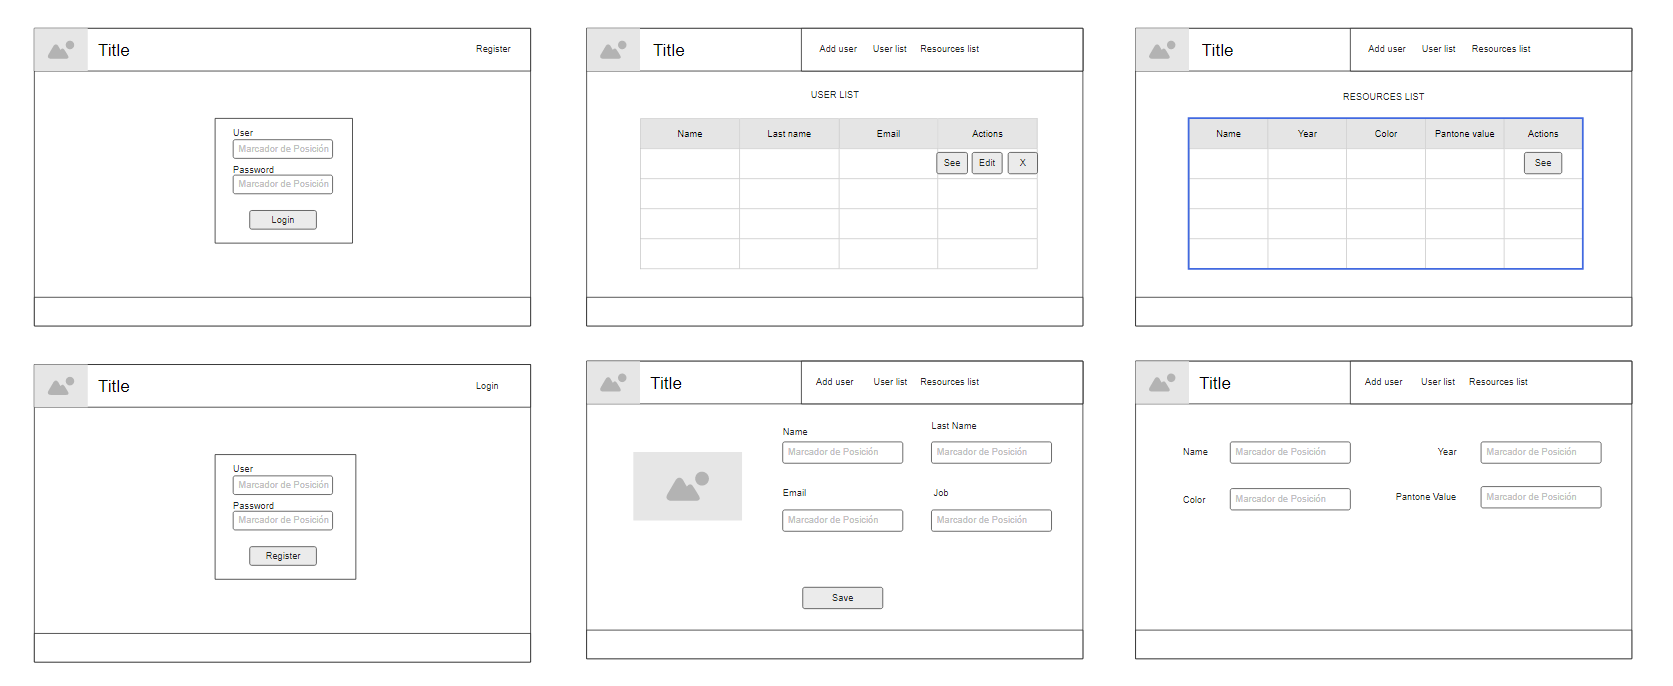 Title
Register
User
Marcador de Posición
Password
Marcador de Posición
Login
Title
Add user User list Resources list
USER LIST
Name Last name Email Actions
See Edit X
Title
Add user User list Resources list
RESOURCES LIST
Name Year Color Pantone value Actions
See
Title
Login
User
Marcador de Posición
Password
Marcador de Posición
Register
Title
Add user User list Resources list
Name Last Name
Marcador de Posición Marcador de Posición
Email Job
Marcador de Posición Marcador de Posición
Save
Title
Add user User list Resources list
Name Marcador de Posición Year Marcador de Posición
Color Marcador de Posición Pantone Value Marcador de Posición